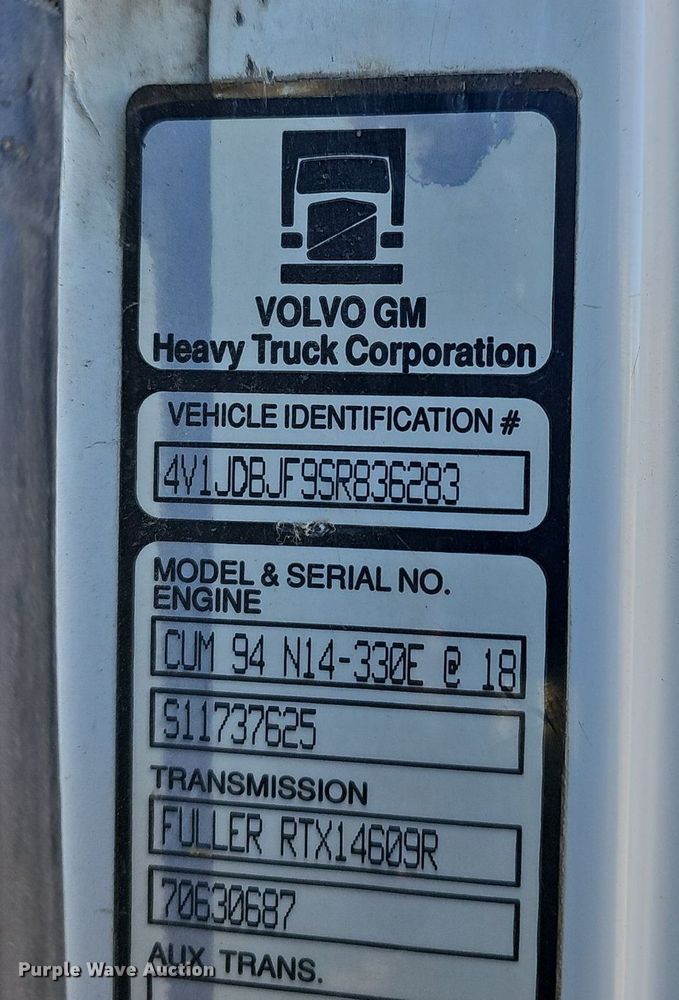 VOLVO GM
Heavy Truck Corporation
VEHICLE IDENTIFICATION #
4V1JDBJF9SR836283
MODEL & SERIAL NO.
ENGINE
CUM 94 N14-330E @ 18
S11737625
TRANSMISSION
FULLER RTX14609R
70630687
AUX TRANS.
Purple Wave Auction